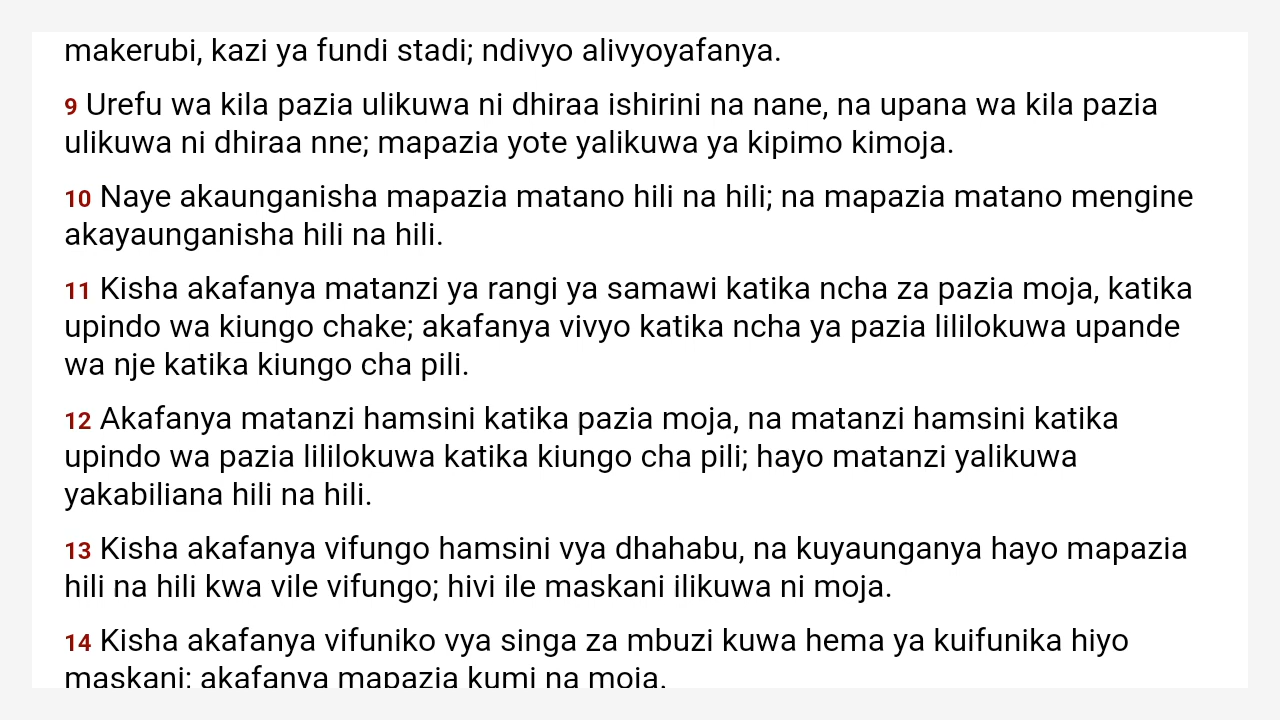 makerubi, kazi ya fundi stadi; ndivyo alivyoyafanya.
9 Urefu wa kila pazia ulikuwa ni dhiraa ishirini na nane, na upana wa kila pazia
ulikuwa ni dhiraa nne; mapazia yote yalikuwa ya kipimo kimoja.
10 Naye akaunganisha mapazia matano hili na hili; na mapazia matano mengine
akayaunganisha hili na hili.
11 Kisha akafanya matanzi ya rangi ya samawi katika ncha za pazia moja, katika
upindo wa kiungo chake; akafanya vivyo katika ncha ya pazia lililokuwa upande
wa nje katika kiungo cha pili.
12 Akafanya matanzi hamsini katika pazia moja, na matanzi hamsini katika
upindo wa pazia lililokuwa katika kiungo cha pili; hayo matanzi yalikuwa
yakabiliana hili na hili.
13 Kisha akafanya vifungo hamsini vya dhahabu, na kuyaunganya hayo mapazia
hili na hili kwa vile vifungo; hivi ile maskani ilikuwa ni moja.
14 Kisha akafanya vifuniko vya singa za mbuzi kuwa hema ya kuifunika hiyo
maskani; akafanya mapazia kumi na moja.